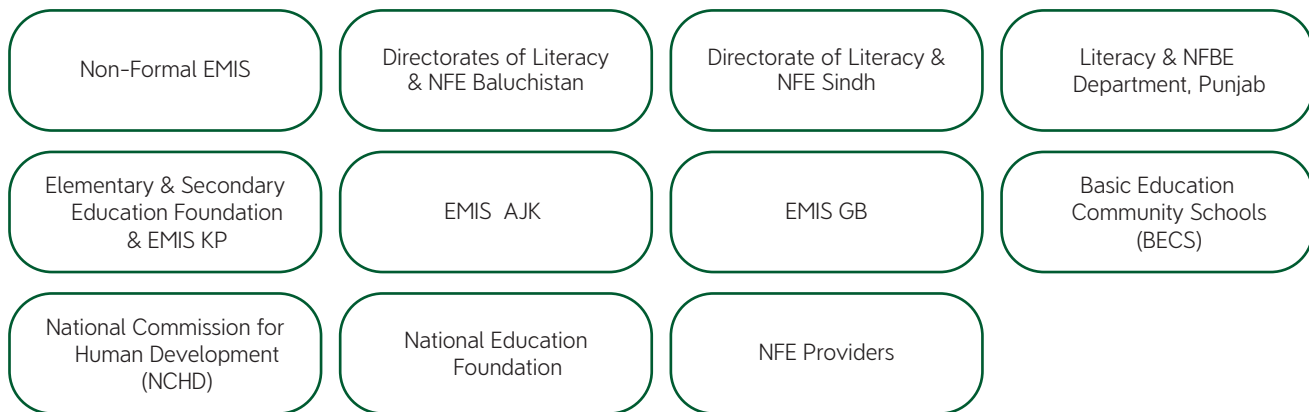 Non-Formal EMIS
Directorates of Literacy
& NFE Baluchistan
Directorate of Literacy &
NFE Sindh
Literacy & NFBE
Department, Punjab
Elementary & Secondary
Education Foundation
& EMIS KP
EMIS AJK
EMIS GB
Basic Education
Community Schools
(BECS)
National Commission for
Human Development
(NCHD)
National Education
Foundation
NFE Providers